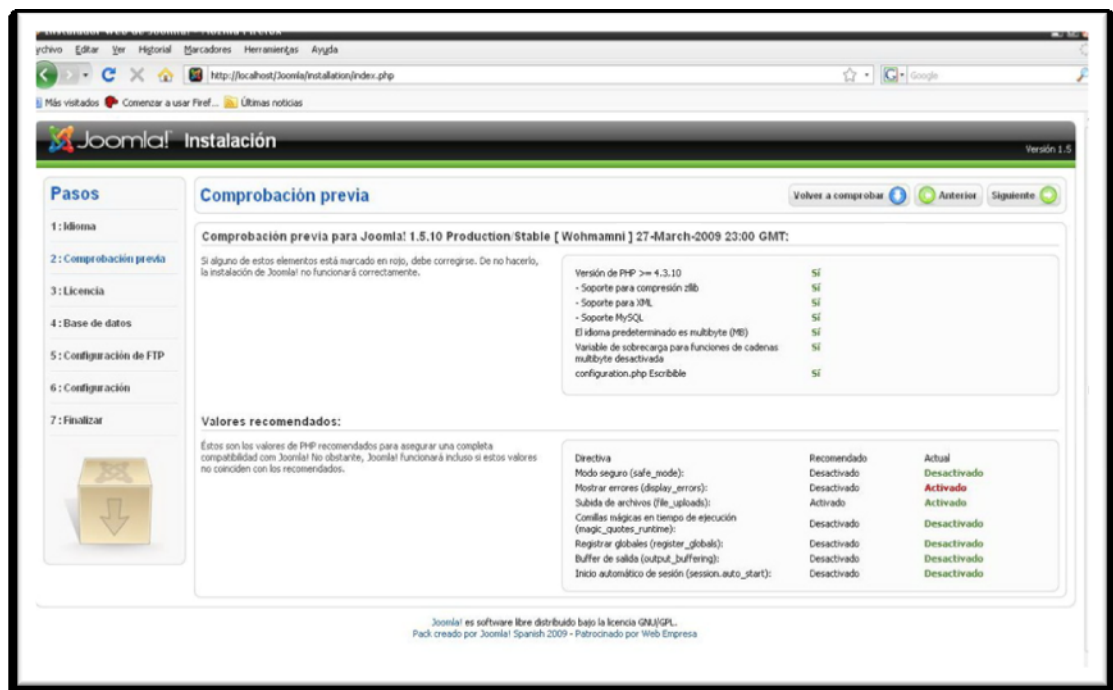 Archivo Editar Ver Historial Marcadores Herramientas Ayuda
http://localhost/Joomla/installation/index.php
Google
Más visitados Comenzar a usar Firef... Últimas noticias
Joomla! Instalación
Versión 1.5
Pasos
1 : Idioma
2 : Comprobación previa
3 : Licencia
4 : Base de datos
5 : Configuración de FTP
6 : Configuración
7 : Finalizar
Comprobación previa
Volver a comprobar Anterior Siguiente
Comprobación previa para Joomla! 1.5.10 Production/Stable [ Wohmamni ] 27-March-2009 23:00 GMT:
Si alguno de estos elementos está marcado en rojo, debe corregirse. De no hacerlo,
la instalación de Joomla! no funcionará correctamente.
Versión de PHP >= 4.3.10 Sí
- Soporte para compresión zlib Sí
- Soporte para XML Sí
- Soporte MySQL Sí
El idioma predeterminado es multibyte (MB) Sí
Variable de sobrecarga para funciones de cadenas Sí
multibyte desactivada
configuration.php Escribible Sí
Valores recomendados:
Éstos son los valores de PHP recomendados para asegurar una completa
compatibilidad com Joomla! No obstante, Joomla! funcionará incluso si estos valores
no coinciden con los recomendados.
Directiva Recomendado Actual
Modo seguro (safe_mode): Desactivado Desactivado
Mostrar errores (display_errors): Desactivado Activado
Subida de archivos (file_uploads): Activado Activado
Comillas mágicas en tiempo de ejecución
(magic_quotes_runtime): Desactivado Desactivado
Registrar globales (register_globals): Desactivado Desactivado
Buffer de salida (output_buffering): Desactivado Desactivado
Inicio automático de sesión (session.auto_start): Desactivado Desactivado
Joomla! es software libre distribuido bajo la licencia GNU/GPL.
Pack creado por Joomla! Spanish 2009 - Patrocinado por Web Empresa